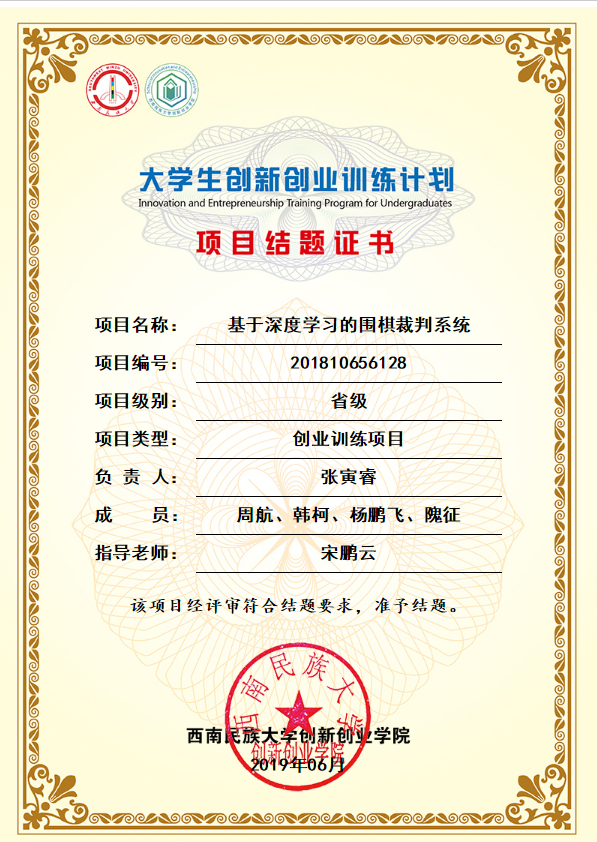 大学生创新创业训练计划
Innovation and Entrepreneurship Training Program for Undergraduates
项目结题证书
项目名称： 基于深度学习的围棋裁判系统
项目编号： 201810656128
项目级别： 省级
项目类型： 创业训练项目
负 责 人： 张寅睿
成 员： 周航、韩柯、杨鹏飞、隗征
指导老师： 宋鹏云
该项目经评审符合结题要求，准予结题。
西南民族大学
西南民族大学创新创业学院
创新创业学院
2019年06月